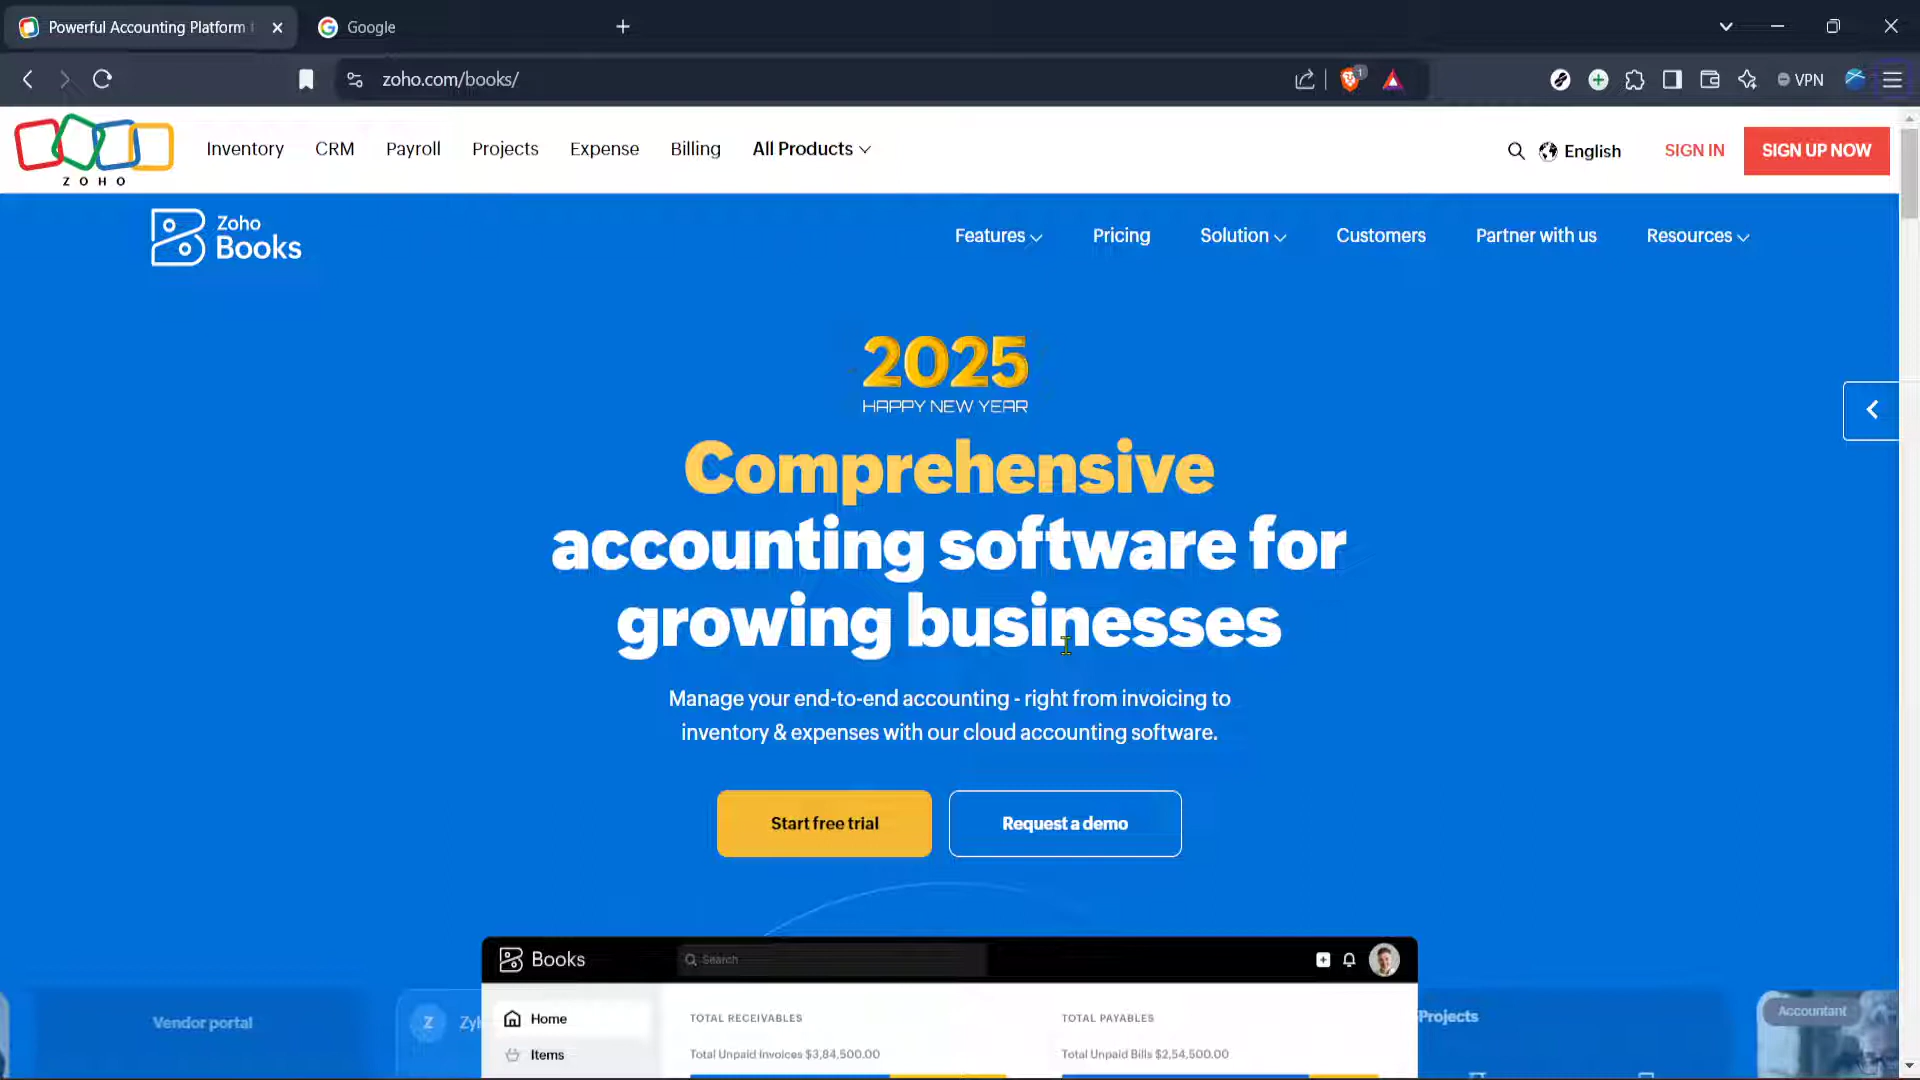 Powerful Accounting Platform
Google
zoho.com/books/
1
VPN
ZOHO
Inventory
CRM
Payroll
Projects
Expense
Billing
All Products
English
SIGN IN
SIGN UP NOW
Zoho
Books
Features
Pricing
Solution
Customers
Partner with us
Resources
2025
HAPPY NEW YEAR
Comprehensive
accounting software for
growing businesses
Manage your end-to-end accounting - right from invoicing to
inventory & expenses with our cloud accounting software.
Start free trial
Request a demo
Books
Search
Vendor portal
Z
Zyl
Home
Items
TOTAL RECEIVABLES
Total Unpaid Invoices $3,84,500.00
TOTAL PAYABLES
Total Unpaid Bills $2,54,500.00
Projects
Accountant